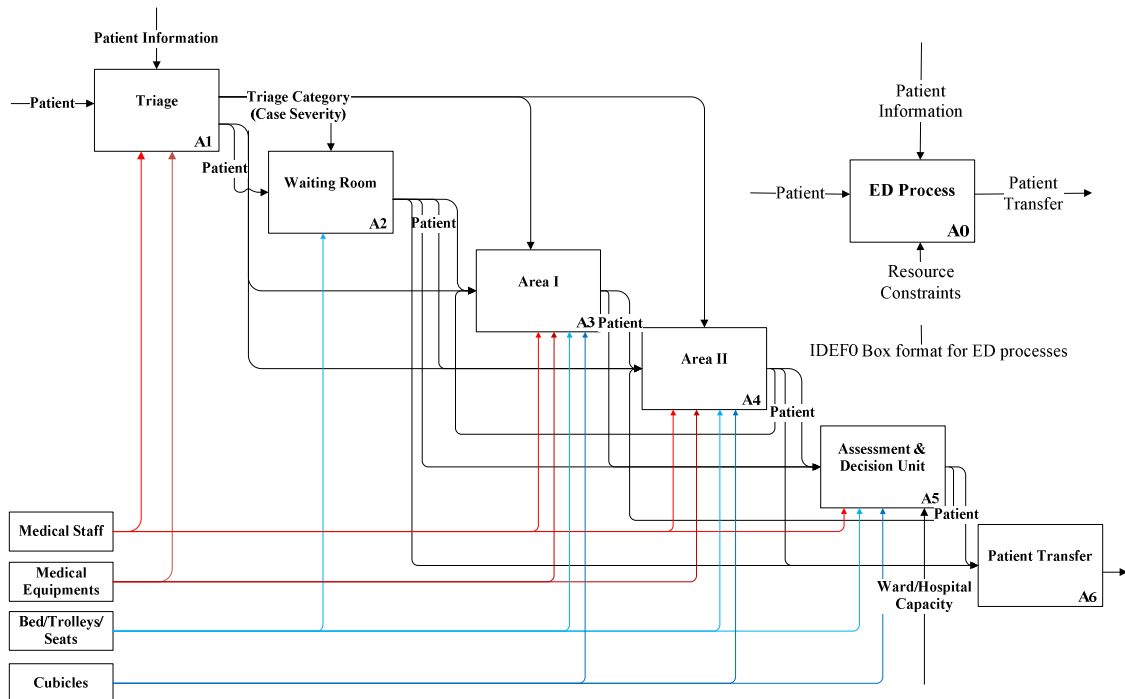 Patient Information
Patient
Triage
A1
Triage Category
(Case Severity)
Patient
Waiting Room
A2
Patient
Area I
A3
Patient
Area II
A4
Patient
Assessment &
Decision Unit
A5
Patient
Patient Transfer
A6
Ward/Hospital
Capacity
Medical Staff
Medical
Equipments
Bed/Trolleys/
Seats
Cubicles
Patient
Information
Patient
ED Process
A0
Patient
Transfer
Resource
Constraints
IDEF0 Box format for ED processes